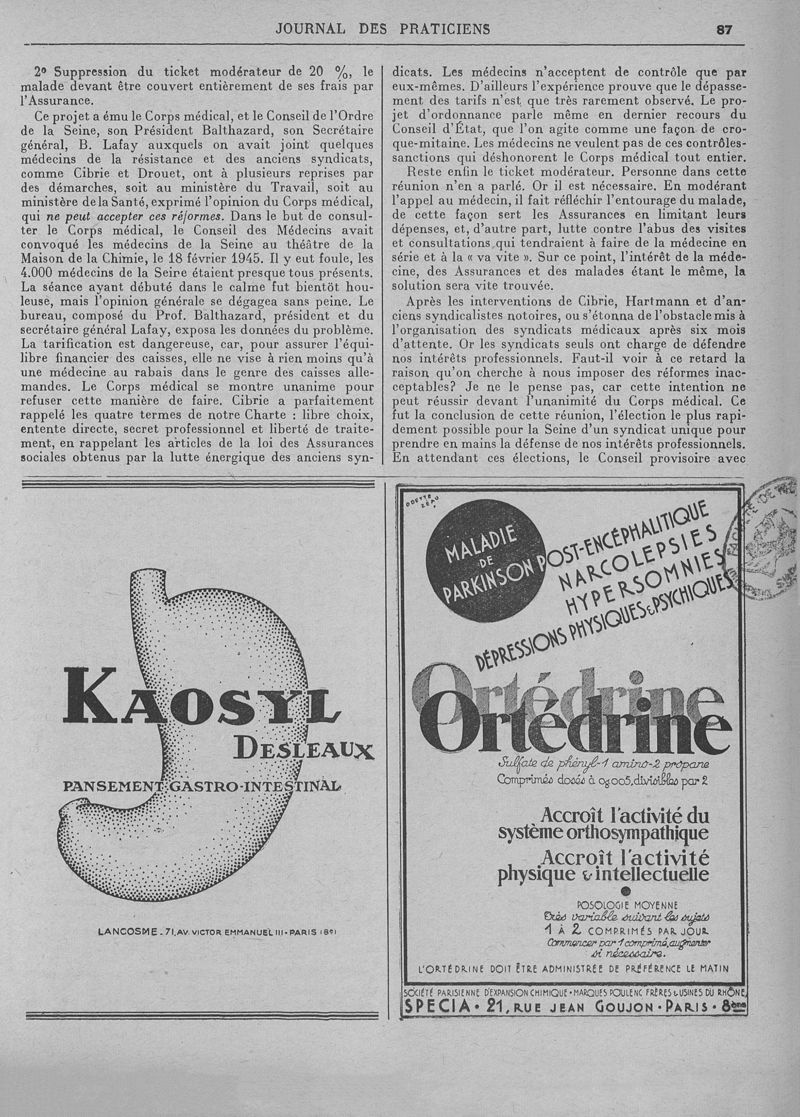 JOURNAL DES PRATICIENS
87
2º Suppression du ticket modérateur de 20 %, le
malade devant être couvert entièrement de ses frais par
l'Assurance.
Ce projet a ému le Corps médical, et le Conseil de l'Ordre
de la Seine, son Président Balthazard, son Secrétaire
général, B. Lafay auxquels on avait joint quelques
médecins de la résistance et des anciens syndicats,
comme Cibrie et Drouet, ont à plusieurs reprises par
des démarches, soit au ministère du Travail, soit au
ministère de la Santé, exprimé l'opinion du Corps médical,
qui ne peut accepter ces réformes. Dans le but de consul-
ter le Corps médical, le Conseil des Médecins avait
convoqué les médecins de la Seine au théâtre de la
Maison de la Chimie, le 18 février 1945. Il y eut foule, les
4.000 médecins de la Seire étaient presque tous présents.
La séance ayant débuté dans le calme fut bientôt hou-
leuse, mais l'opinion générale se dégagea sans peine. Le
bureau, composé du Prof. Balthazard, président et du
secrétaire général Lafay, exposa les données du problème.
La tarification est dangereuse, car, pour assurer l'équi-
libre financier des caisses, elle ne vise à rien moins qu'à
une médecine au rabais dans le genre des caisses alle-
mandes. Le Corps médical se montre unanime pour
refuser cette manière de faire. Cibrie a parfaitement
rappelé les quatre termes de notre Charte : libre choix,
entente directe, secret professionnel et liberté de traite-
ment, en rappelant les articles de la loi des Assurances
sociales obtenus par la lutte énergique des anciens syn-
dicats. Les médecins n'acceptent de contrôle que par
eux-mêmes. D'ailleurs l'expérience prouve que le dépasse-
ment des tarifs n'est que très rarement observé. Le pro-
jet d'ordonnance parle même en dernier recours du
Conseil d'État, que l'on agite comme une façon de cro-
que-mitaine. Les médecins ne veulent pas de ces contrôles-
sanctions qui déshonorent le Corps médical tout entier.
Reste enfin le ticket modérateur. Personne dans cette
réunion n'en a parlé. Or il est nécessaire. En modérant
l'appel au médecin, il fait réfléchir l'entourage du malade,
de cette façon sert les Assurances en limitant leurs
dépenses, et, d'autre part, lutte contre l'abus des visites
et consultations qui tendraient à faire de la médecine en
série et à la « va vite ». Sur ce point, l'intérêt de la méde-
cine, des Assurances et des malades étant le même, la
solution sera vite trouvée.
Après les interventions de Cibrie, Hartmann et d'an-
ciens syndicalistes notoires, ou s'étonna de l'obstacle mis à
l'organisation des syndicats médicaux après six mois
d'attente. Or les syndicats seuls ont charge de défendre
nos intérêts professionnels. Faut-il voir à ce retard la
raison qu'on cherche à nous imposer des réformes inac-
ceptables? Je ne le pense pas, car cette intention ne
peut réussir devant l'unanimité du Corps médical. Ce
fut la conclusion de cette réunion, l'élection le plus rapi-
dement possible pour la Seine d'un syndicat unique pour
prendre en mains la défense de nos intérêts professionnels.
En attendant ces élections, le Conseil provisoire avec
KAOSYL
DESLEAUX
PANSEMENT GASTRO-INTESTINAL
LANCOSME - 71, AV. VICTOR EMMANUEL III - PARIS (8e)
ODETTE
ZÉAU
MALADIE
DE
PARKINSON POST-ENCÉPHALITIQUE
NARCOLEPSIES
HYPERSOMNIES
DÉPRESSIONS PHYSIQUES & PSYCHIQUES
Ortédrine
Sulfate de phényl-1 amino-2 propane
Comprimés dosés à 0g005, divisibles par 2
Accroît l'activité du
système orthosympathique
Accroît l'activité
physique & intellectuelle
POSOLOGIE MOYENNE
Très variable suivant les sujets
1 À 2 COMPRIMÉS PAR JOUR
Commencer par 1 comprimé, augmenter
si nécessaire.
L'ORTÉDRINE DOIT ÊTRE ADMINISTRÉE DE PRÉFÉRENCE LE MATIN
SOCIÉTÉ PARISIENNE D'EXPANSION CHIMIQUE - MARQUES POULENC FRÈRES & USINES DU RHÔNE
SPECIA · 21, RUE JEAN GOUJON · PARIS · 8ème